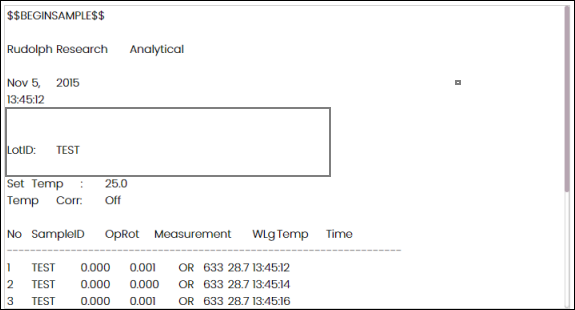 $$BEGINSAMPLE$$
Rudolph Research Analytical
Nov 5, 2015
13:45:12
LotID: TEST
Set Temp : 25.0
Temp Corr: Off
No SampleID OpRot Measurement WLgTemp Time
--------------------------------------------------------------------------------
1 TEST 0.000 0.001 OR 633 28.7 13:45:12
2 TEST 0.000 0.000 OR 633 28.7 13:45:14
3 TEST 0.000 0.001 OR 633 28.7 13:45:16